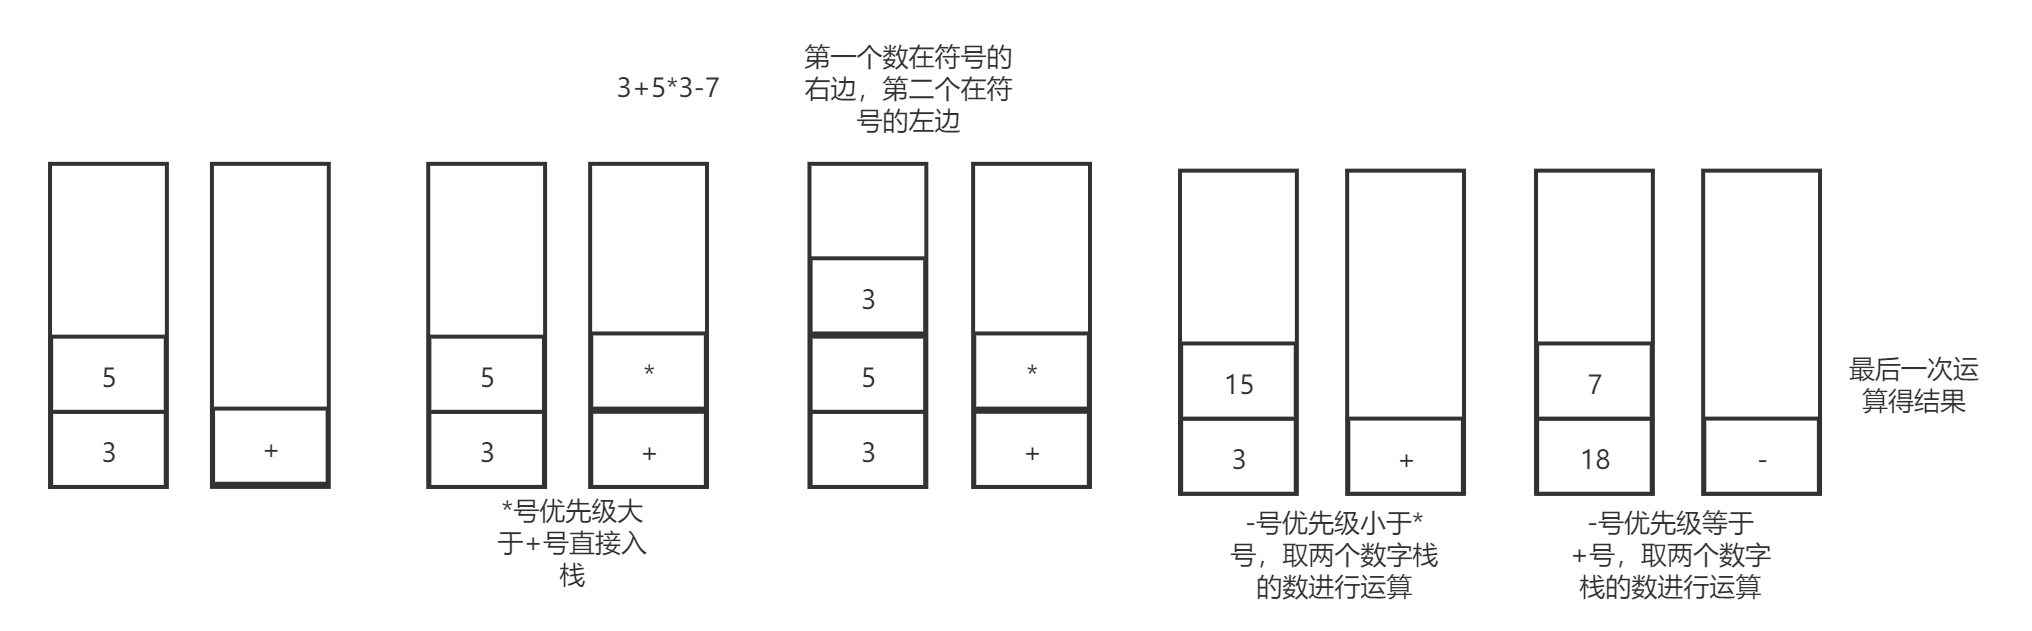 3+5*3-7
第一个数在符号的
右边，第二个在符
号的左边
5
3
+
5
3
*
+
3
5
3
*
+
15
3
+
7
18
-
最后一次运
算得结果
*号优先级大
于+号直接入
栈
-号优先级小于*
号，取两个数字栈
的数进行运算
-号优先级等于
+号，取两个数字
栈的数进行运算